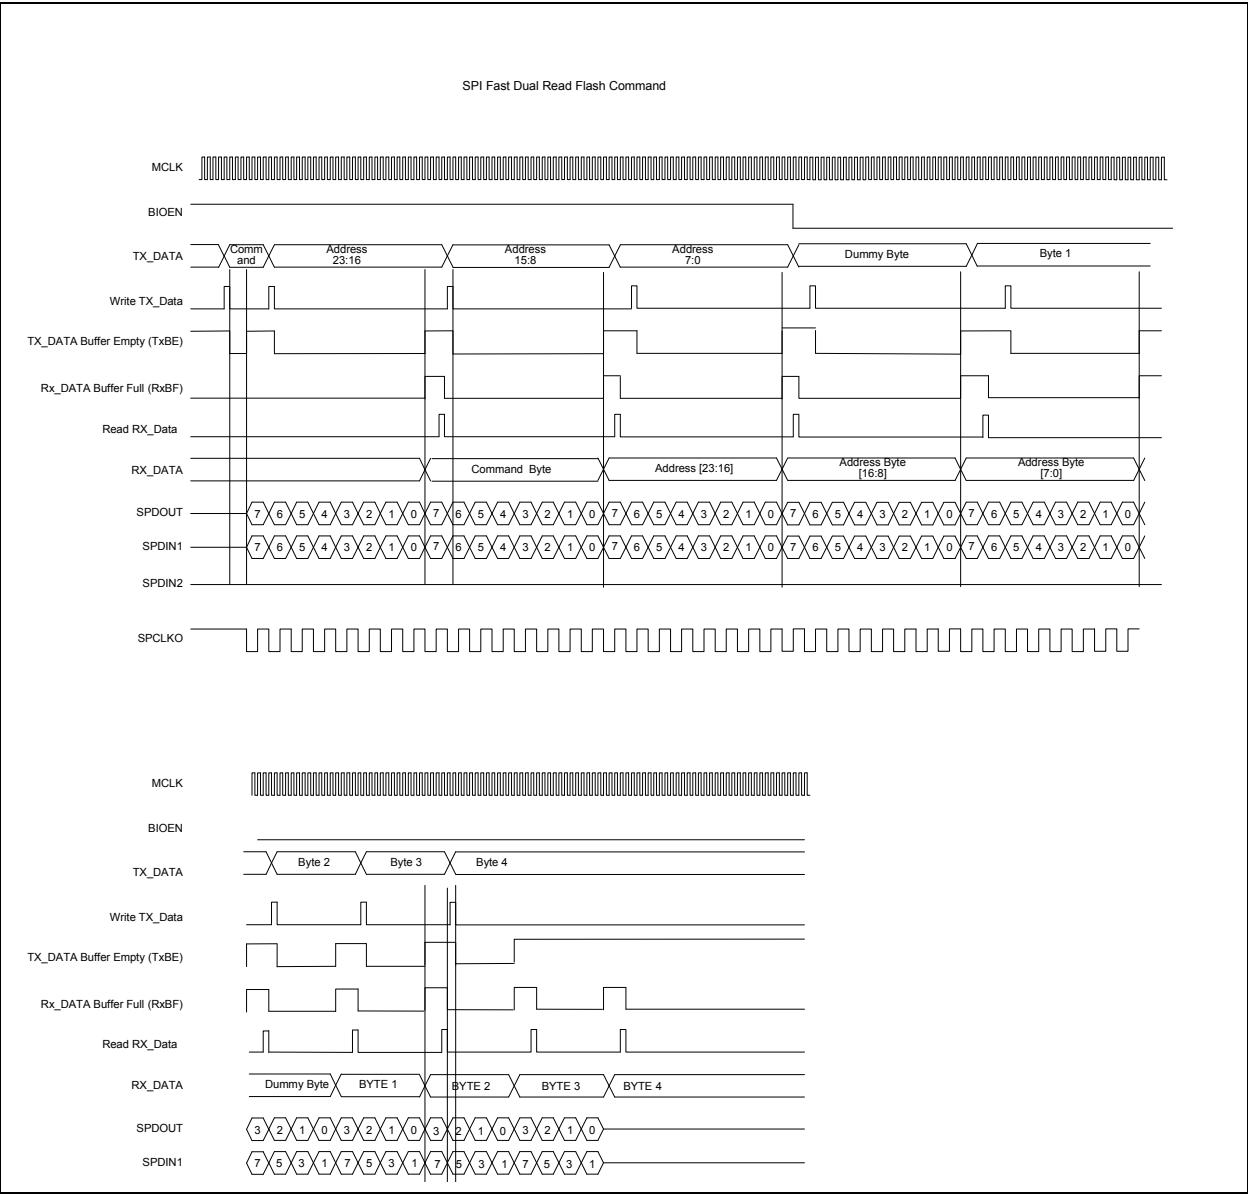 SPI Fast Dual Read Flash Command
MCLK
BIOEN
TX_DATA
Comm
and
Address
23:16
Address
15:8
Address
7:0
Dummy Byte
Byte 1
Write TX_Data
TX_DATA Buffer Empty (TxBE)
Rx_DATA Buffer Full (RxBF)
Read RX_Data
RX_DATA
Command Byte
Address [23:16]
Address Byte
[16:8]
Address Byte
[7:0]
SPDOUT
7 6 5 4 3 2 1 0 7 6 5 4 3 2 1 0 7 6 5 4 3 2 1 0 7 6 5 4 3 2 1 0 7 6 5 4 3 2 1 0
SPDIN1
7 6 5 4 3 2 1 0 7 6 5 4 3 2 1 0 7 6 5 4 3 2 1 0 7 6 5 4 3 2 1 0 7 6 5 4 3 2 1 0
SPDIN2
SPCLKO
MCLK
BIOEN
TX_DATA
Byte 2
Byte 3
Byte 4
Write TX_Data
TX_DATA Buffer Empty (TxBE)
Rx_DATA Buffer Full (RxBF)
Read RX_Data
RX_DATA
Dummy Byte
BYTE 1
BYTE 2
BYTE 3
BYTE 4
SPDOUT
3 2 1 0 3 2 1 0 3 2 1 0 3 2 1 0
SPDIN1
7 5 3 1 7 5 3 1 7 5 3 1 7 5 3 1